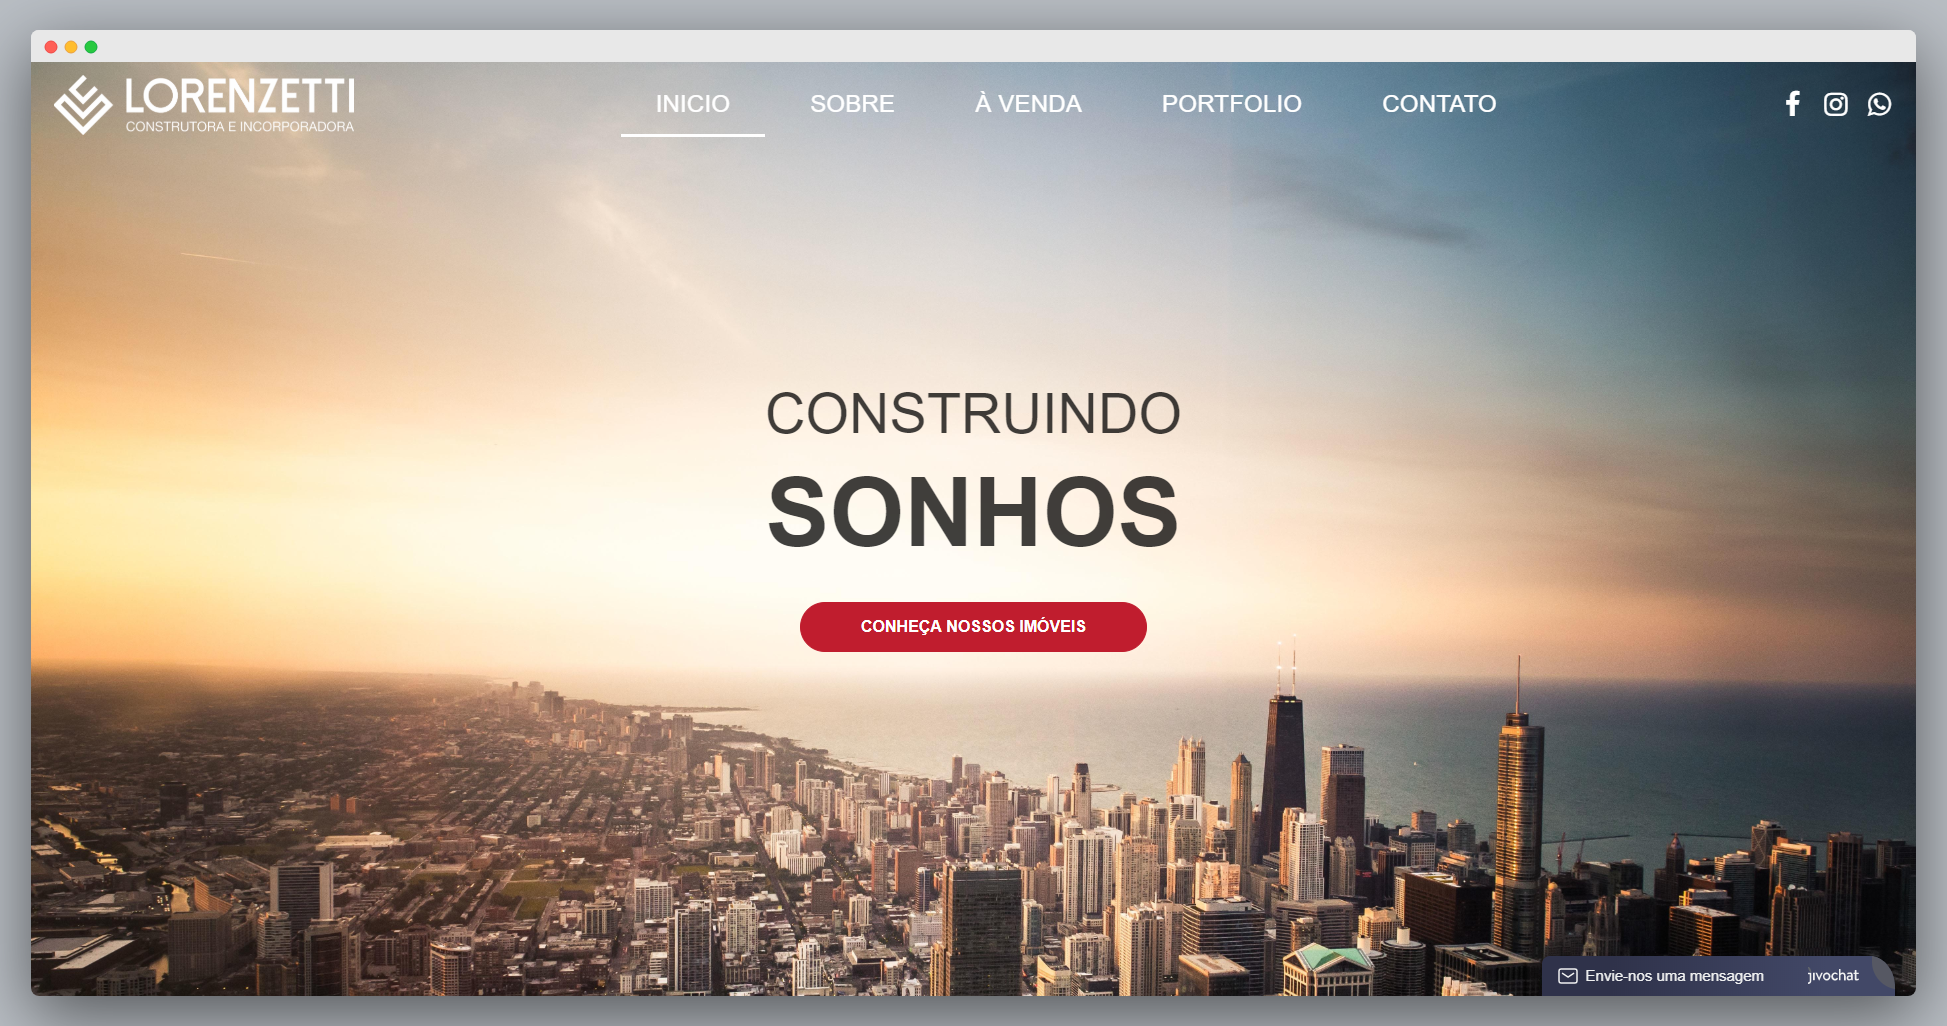 LORENZETTI
CONSTRUTORA E INCORPORADORA
INICIO
SOBRE
À VENDA
PORTFOLIO
CONTATO
CONSTRUINDO
SONHOS
CONHEÇA NOSSOS IMÓVEIS
Envie-nos uma mensagem
jivochat